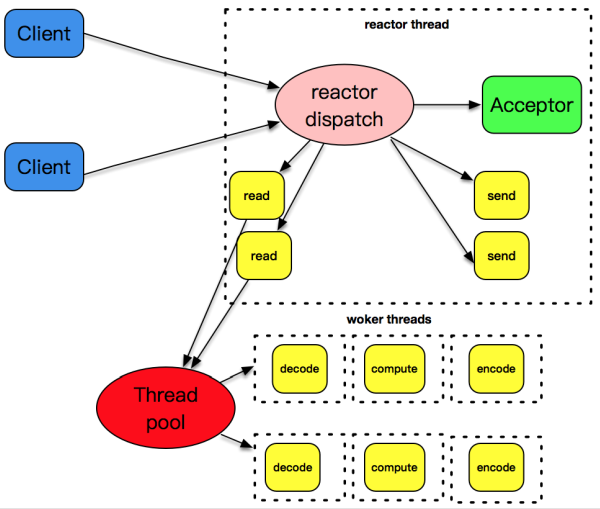 Client
reactor thread
reactor
dispatch
Acceptor
Client
read
send
read
send
woker threads
Thread
pool
decode
compute
encode
decode
compute
encode